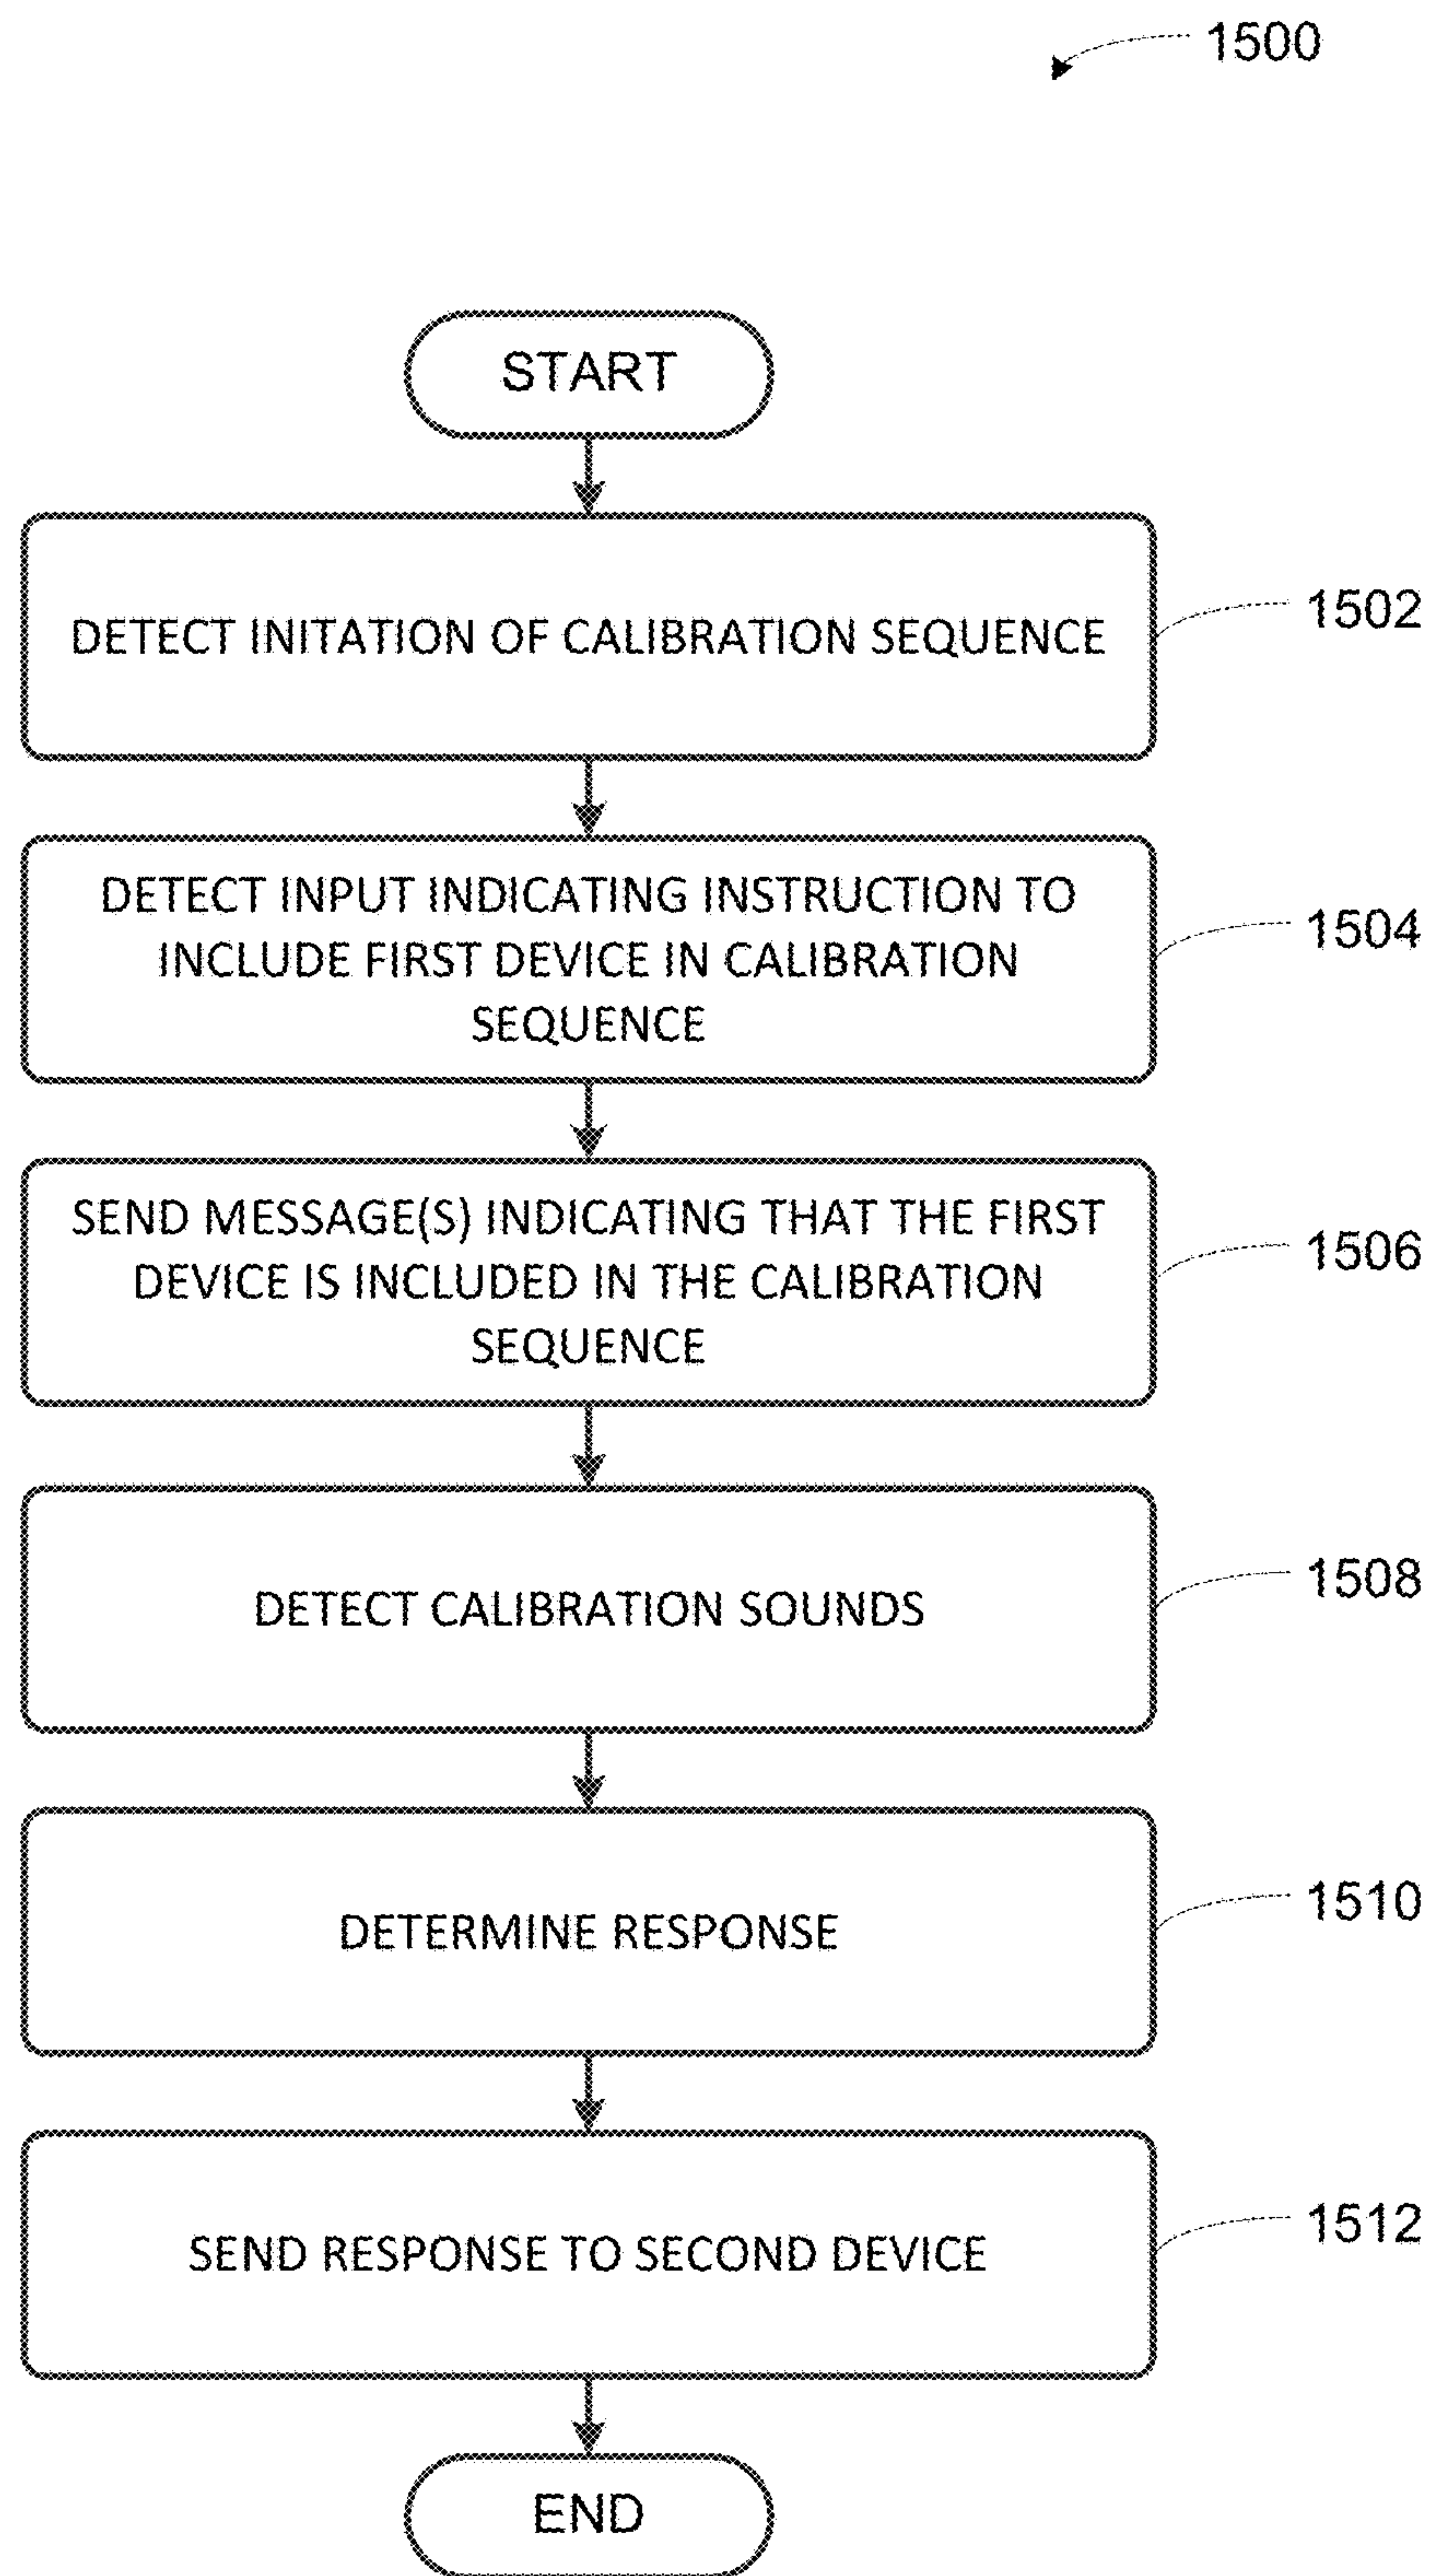 1500
START
DETECT INITATION OF CALIBRATION SEQUENCE
1502
DETECT INPUT INDICATING INSTRUCTION TO
INCLUDE FIRST DEVICE IN CALIBRATION
SEQUENCE
1504
SEND MESSAGE(S) INDICATING THAT THE FIRST
DEVICE IS INCLUDED IN THE CALIBRATION
SEQUENCE
1506
DETECT CALIBRATION SOUNDS
1508
DETERMINE RESPONSE
1510
SEND RESPONSE TO SECOND DEVICE
1512
END